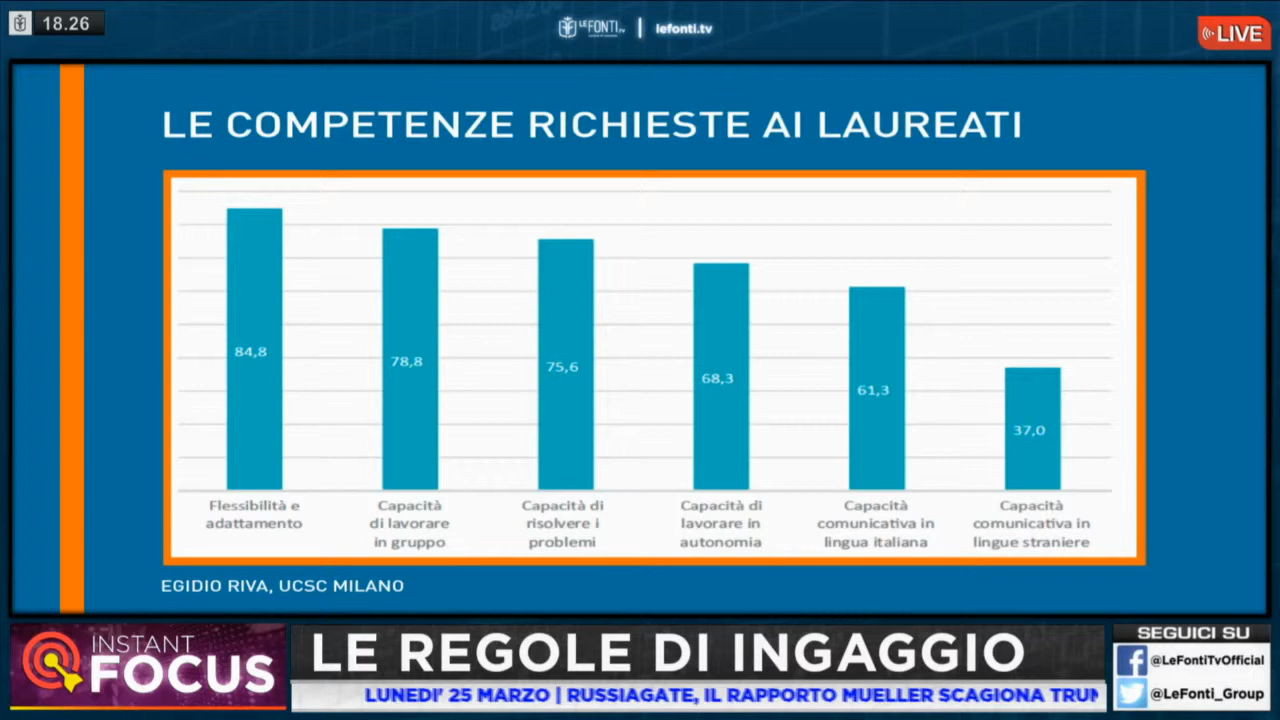 18.26
LE FONTI TV | lefonti.tv
LIVE
LE COMPETENZE RICHIESTE AI LAUREATI
84,8
78,8
75,6
68,3
61,3
37,0
Flessibilità e
adattamento
Capacità
di lavorare
in gruppo
Capacità di
risolvere i
problemi
Capacità di
lavorare in
autonomia
Capacità
comunicativa in
lingua italiana
Capacità
comunicativa in
lingue straniere
EGIDIO RIVA, UCSC MILANO
INSTANT
FOCUS
LE REGOLE DI INGAGGIO
LUNEDI' 25 MARZO | RUSSIAGATE, IL RAPPORTO MUELLER SCAGIONA TRUM
SEGUICI SU
@LeFontiTvOfficial
@LeFonti_Group